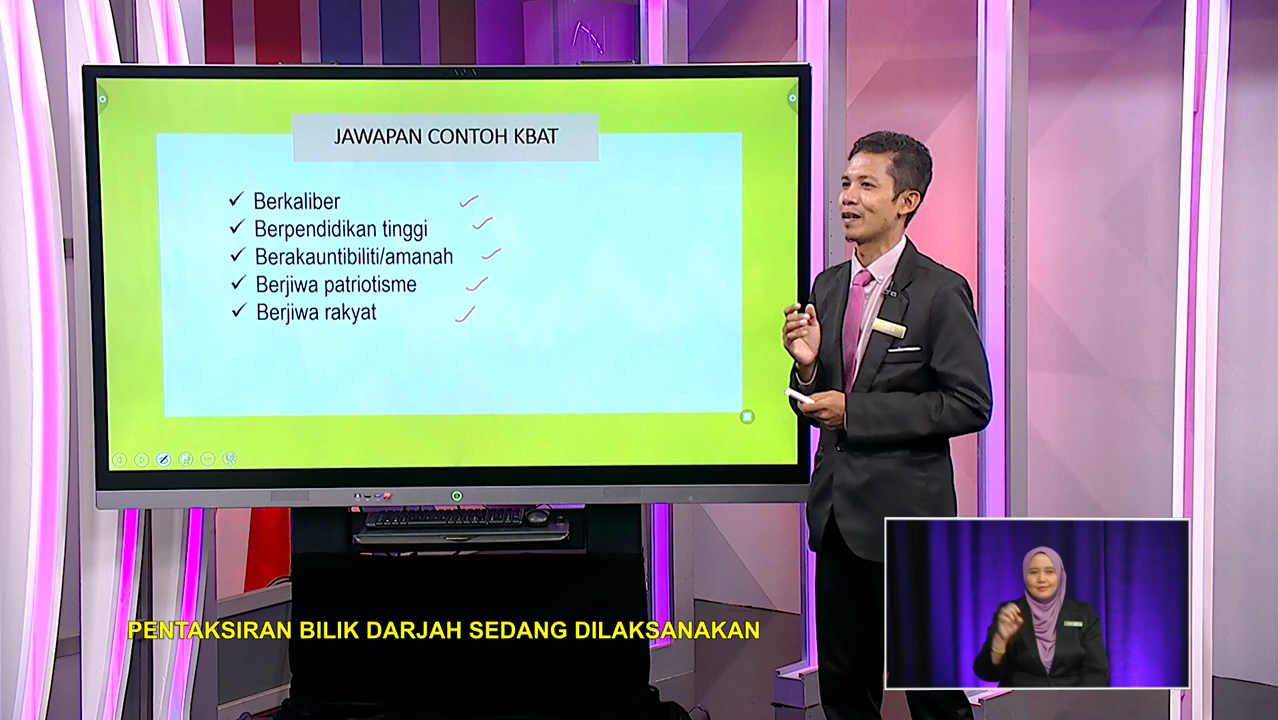 JAWAPAN CONTOH KBAT
Berkaliber
Berpendidikan tinggi
Berakauntibiliti/amanah
Berjiwa patriotisme
Berjiwa rakyat
PENTAKSIRAN BILIK DARJAH SEDANG DILAKSANAKAN